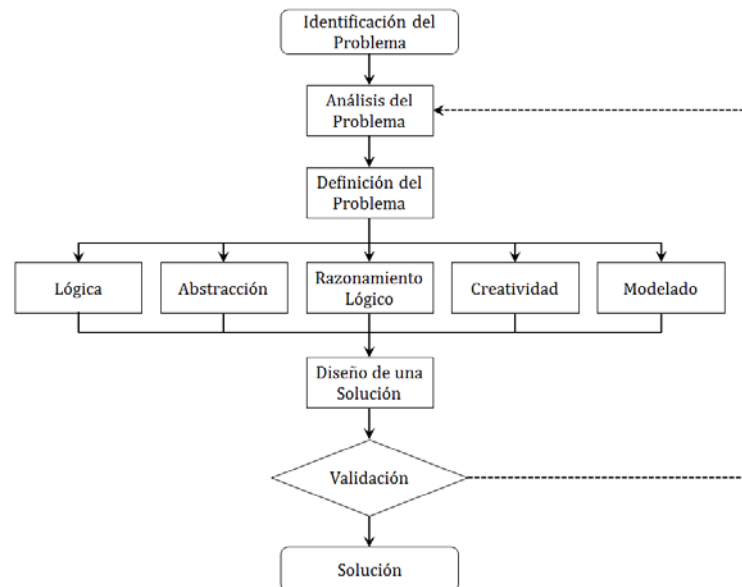 Identificación del
Problema
Análisis del
Problema
Definición del
Problema
Lógica
Abstracción
Razonamiento
Lógico
Creatividad
Modelado
Diseño de una
Solución
Validación
Solución